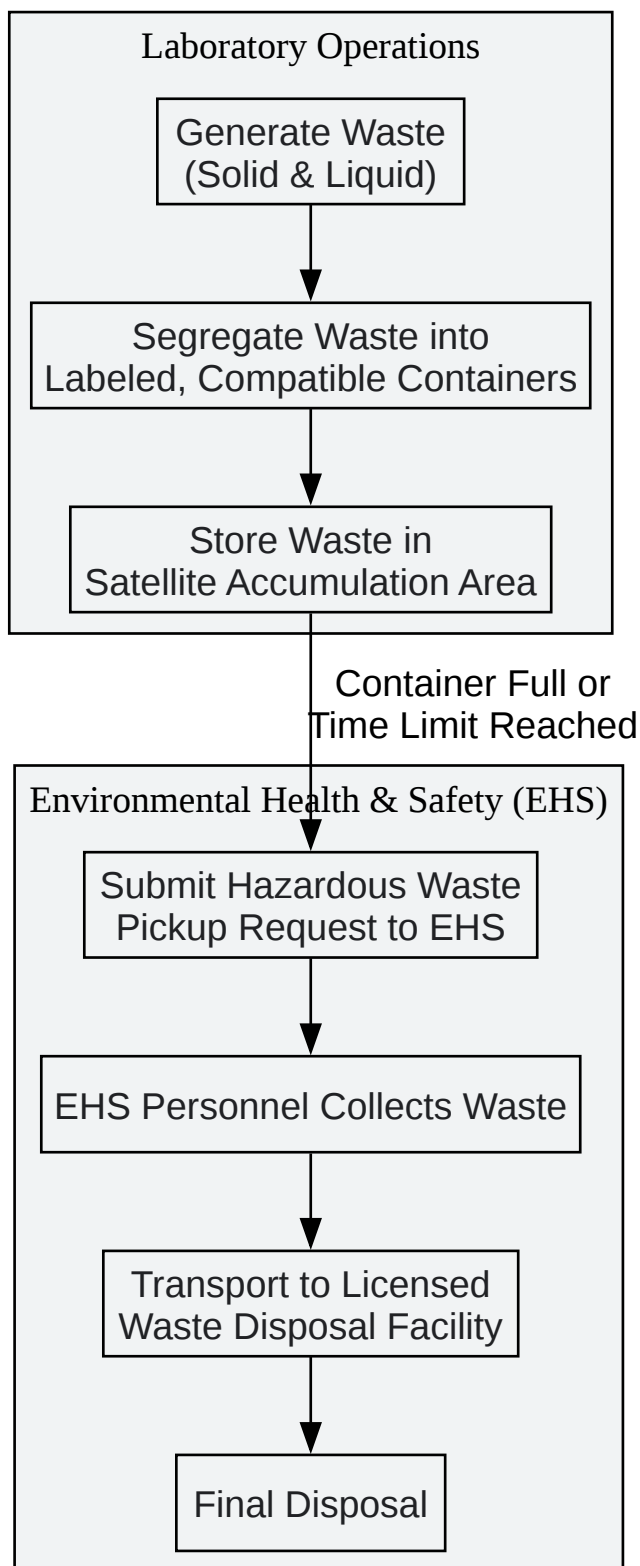 Laboratory Operations
Generate Waste
(Solid & Liquid)
Segregate Waste into
Labeled, Compatible Containers
Store Waste in
Satellite Accumulation Area
Container Full or
Time Limit Reached
Environmental Health & Safety (EHS)
Submit Hazardous Waste
Pickup Request to EHS
EHS Personnel Collects Waste
Transport to Licensed
Waste Disposal Facility
Final Disposal